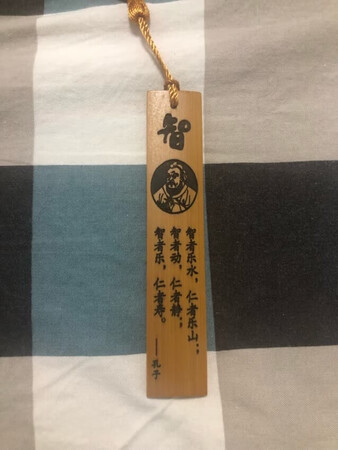 智
智者乐水，仁者乐山；
智者动，仁者静；
智者乐，仁者寿。
——孔子